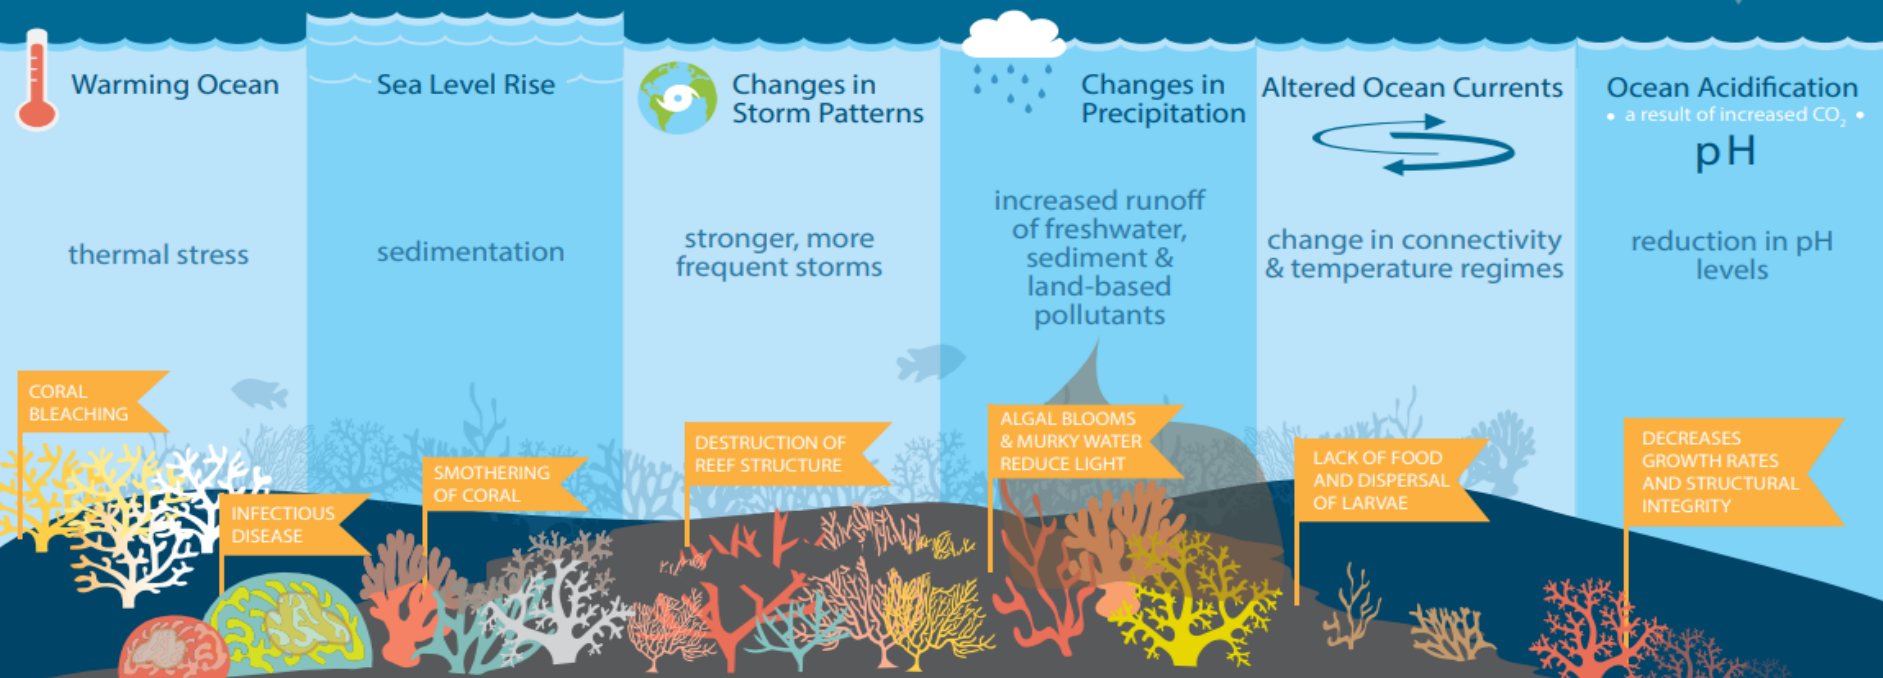 Warming Ocean
thermal stress
CORAL
BLEACHING
INFECTIOUS
DISEASE
Sea Level Rise
sedimentation
SMOTHERING
OF CORAL
Changes in
Storm Patterns
stronger, more
frequent storms
DESTRUCTION OF
REEF STRUCTURE
Changes in
Precipitation
increased runoff
of freshwater,
sediment &
land-based
pollutants
ALGAL BLOOMS
& MURKY WATER
REDUCE LIGHT
Altered Ocean Currents
change in connectivity
& temperature regimes
LACK OF FOOD
AND DISPERSAL
OF LARVAE
Ocean Acidification
• a result of increased CO₂ •
pH
reduction in pH
levels
DECREASES
GROWTH RATES
AND STRUCTURAL
INTEGRITY